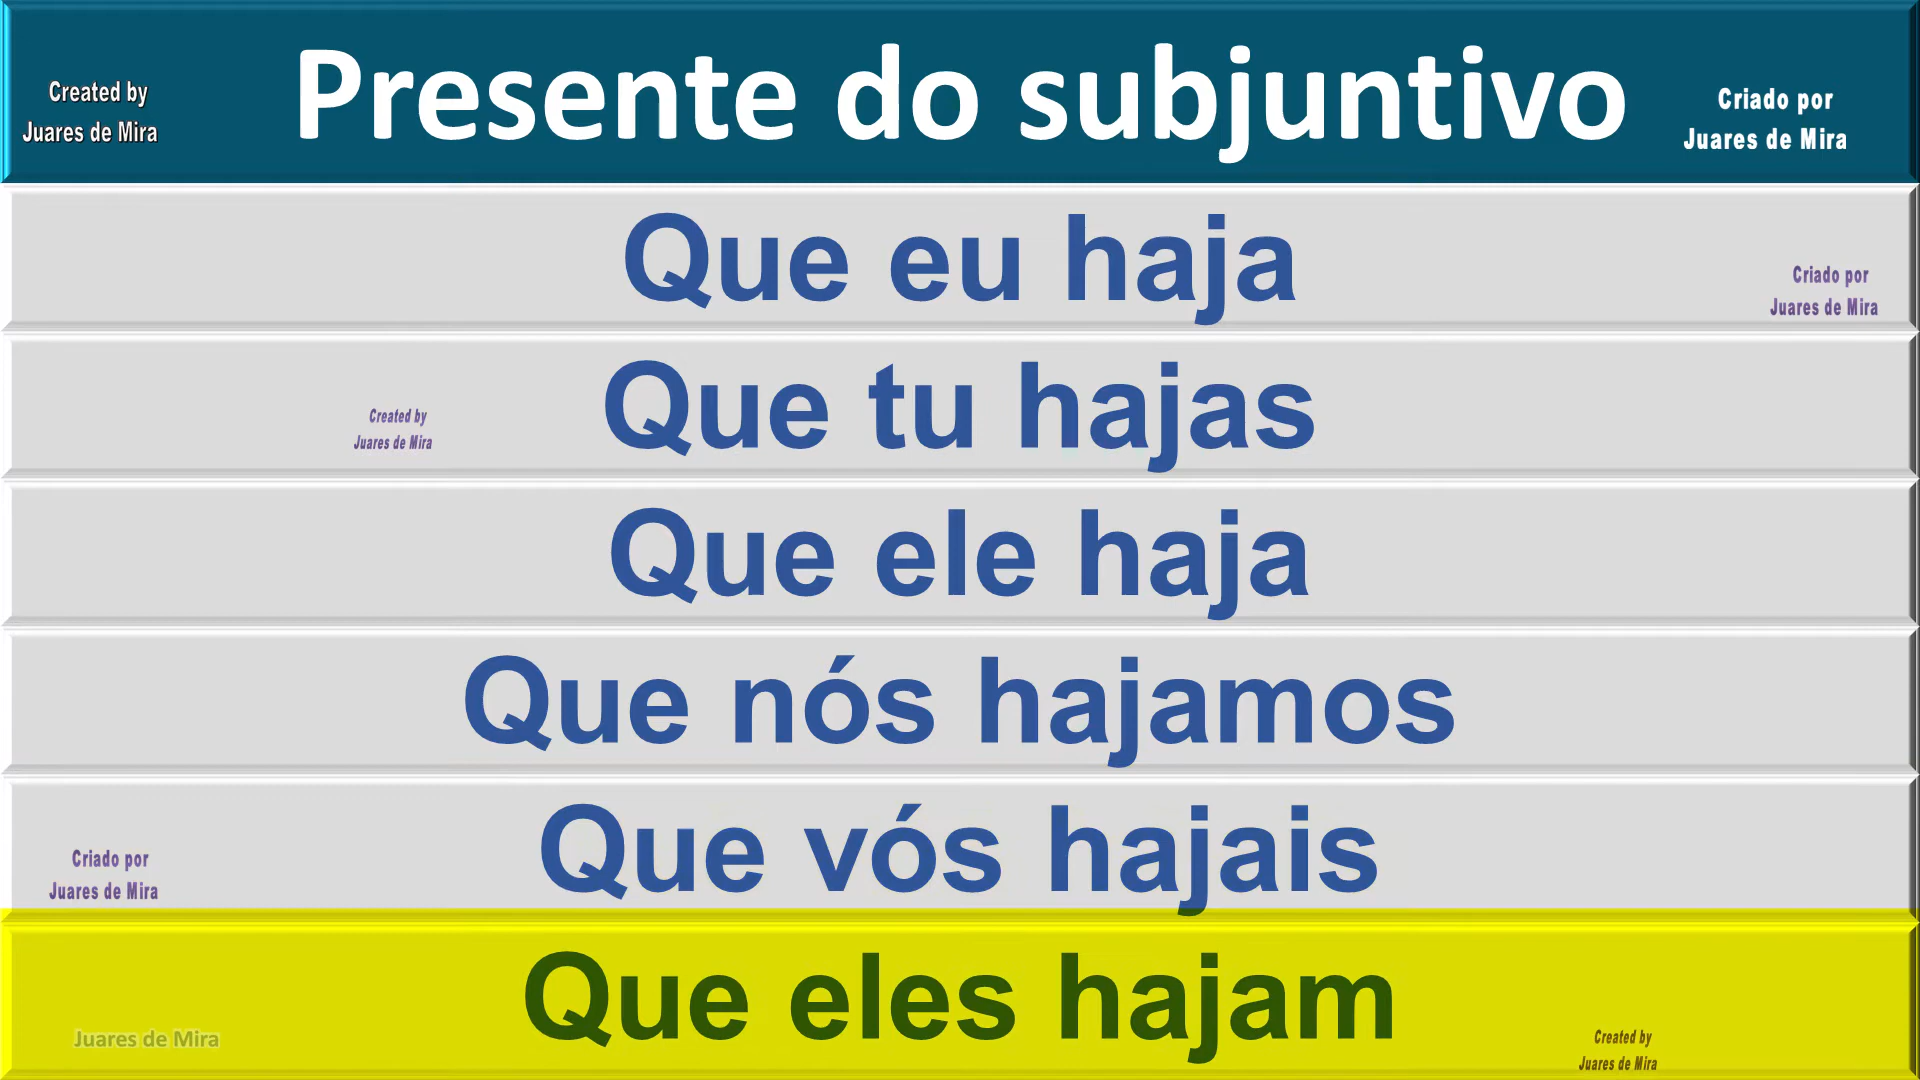 Created by
Juares de Mira
Presente do subjuntivo
Criado por
Juares de Mira
Que eu haja
Criado por
Juares de Mira
Created by
Juares de Mira
Que tu hajas
Que ele haja
Que nós hajamos
Criado por
Juares de Mira
Que vós hajais
Juares de Mira
Que eles hajam
Created by
Juares de Mira